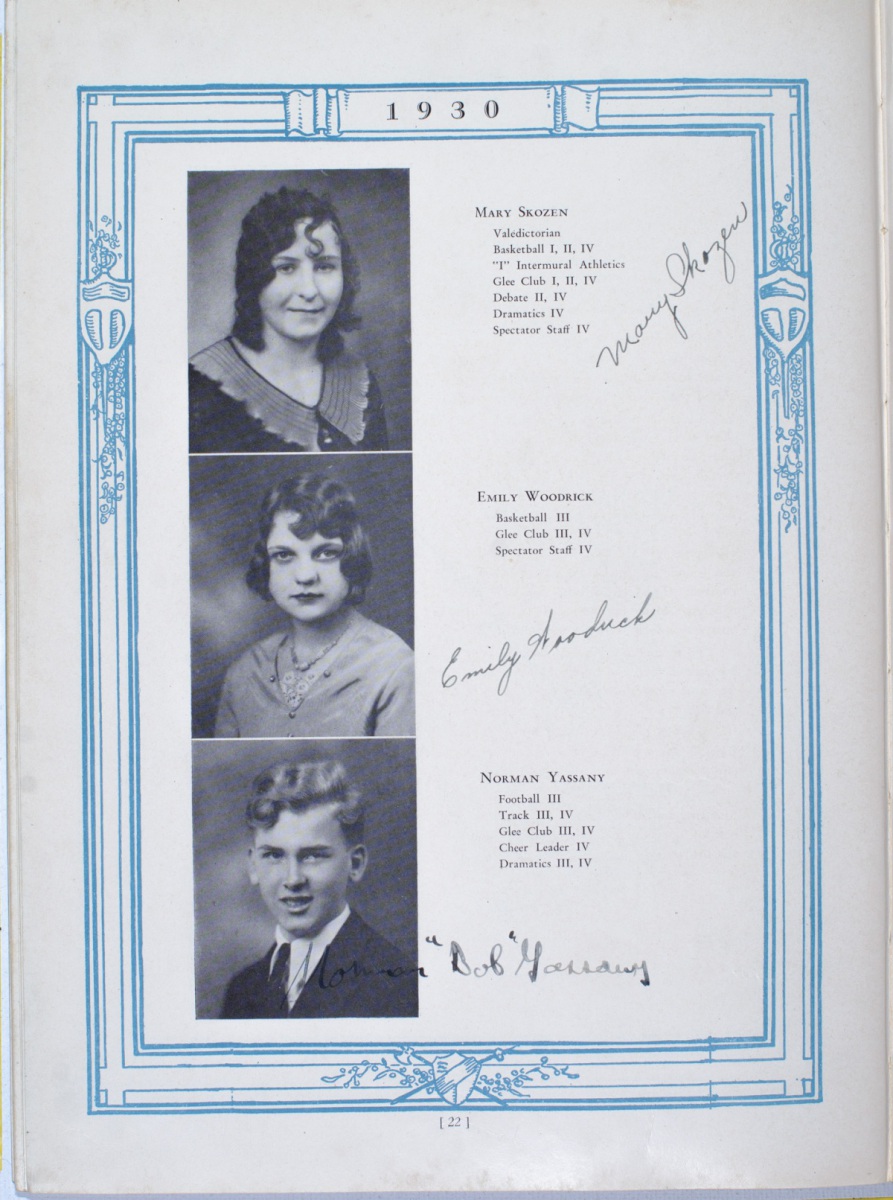 1930
MARY SKOZEN
Valedictorian
Basketball I, II, IV
"I" Intermural Athletics
Glee Club I, II, IV
Debate II, IV
Dramatics IV
Spectator Staff IV
Mary Skozen
EMILY WOODRICK
Basketball III
Glee Club III, IV
Spectator Staff IV
Emily Woodrick
NORMAN YASSANY
Football III
Track III, IV
Glee Club III, IV
Cheer Leader IV
Dramatics III, IV
Norman "Bob" Yassany
[ 22 ]